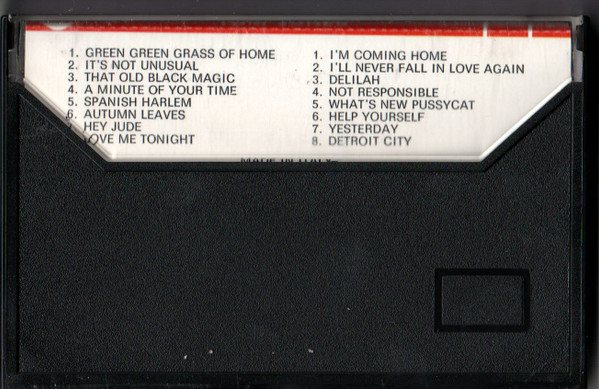 1. GREEN GREEN GRASS OF HOME
2. IT'S NOT UNUSUAL
3. THAT OLD BLACK MAGIC
4. A MINUTE OF YOUR TIME
5. SPANISH HARLEM
6. AUTUMN LEAVES
HEY JUDE
LOVE ME TONIGHT
1. I'M COMING HOME
2. I'LL NEVER FALL IN LOVE AGAIN
3. DELILAH
4. NOT RESPONSIBLE
5. WHAT'S NEW PUSSYCAT
6. HELP YOURSELF
7. YESTERDAY
8. DETROIT CITY
MADE IN ITALY